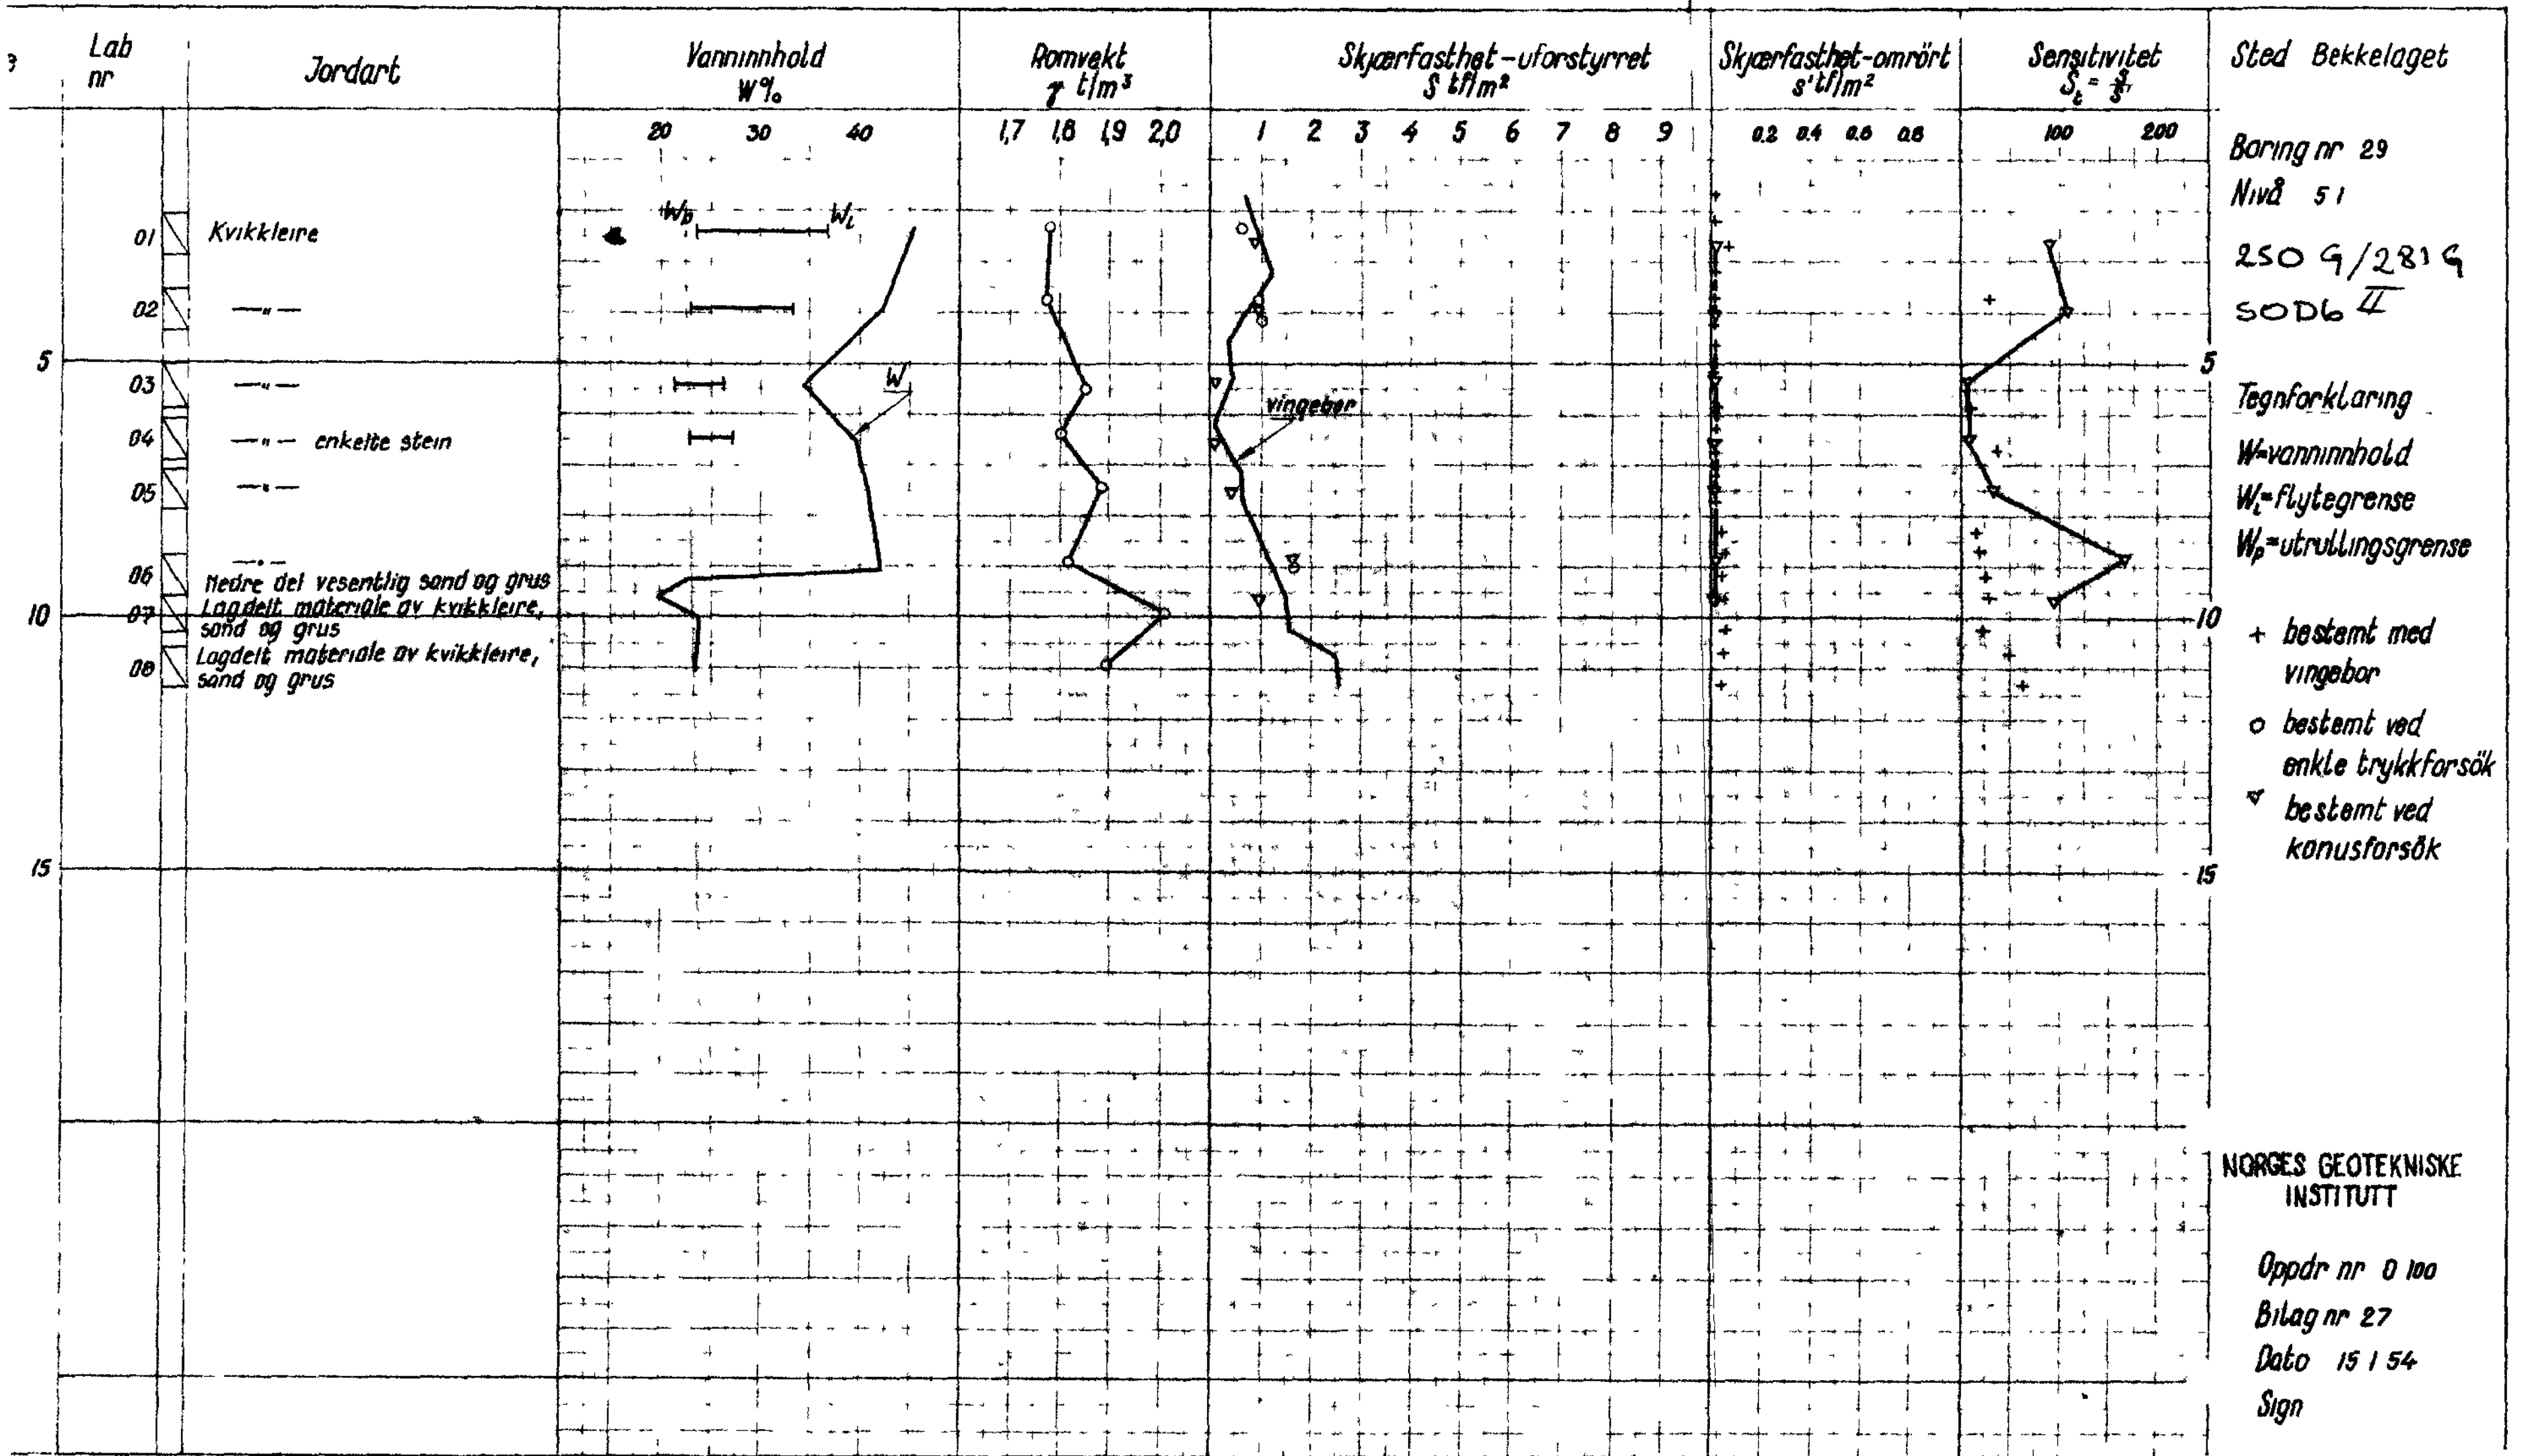 Lab
nr
Jordart
Vanninnhold
W%
Romvekt
γ t/m³
Skjærfasthet-uforstyrret
S tf/m²
Skjærfasthet-omrört
s' tf/m²
Sensitivitet
St = s/s'
20 30 40
1,7 1,8 1,9 2,0
1 2 3 4 5 6 7 8 9
0.2 0.4 0.6 0.8
100 200
01 Kvikkleire
Wp WL
02 —"—
5 5
03 —"—
W
vingebor
04 —"— enkelte stein
05 —"—
06 —"—
Nedre del vesentlig sand og grus
07 Lagdelt materiale av kvikkleire,
sand og grus
10 10
08 Lagdelt materiale av kvikkleire,
sand og grus
15 15
Sted Bekkelaget
Boring nr 29
Nivå 5 1
250 G/281 G
SOD6 II
Tegnforklaring
W=vanninnhold
WL=flytegrense
Wp=utrullingsgrense
+ bestemt med
vingebor
o bestemt ved
enkle trykkforsök
▽ bestemt ved
konusforsök
NORGES GEOTEKNISKE
INSTITUTT
Oppdr nr O 100
Bilag nr 27
Dato 15 1 54
Sign